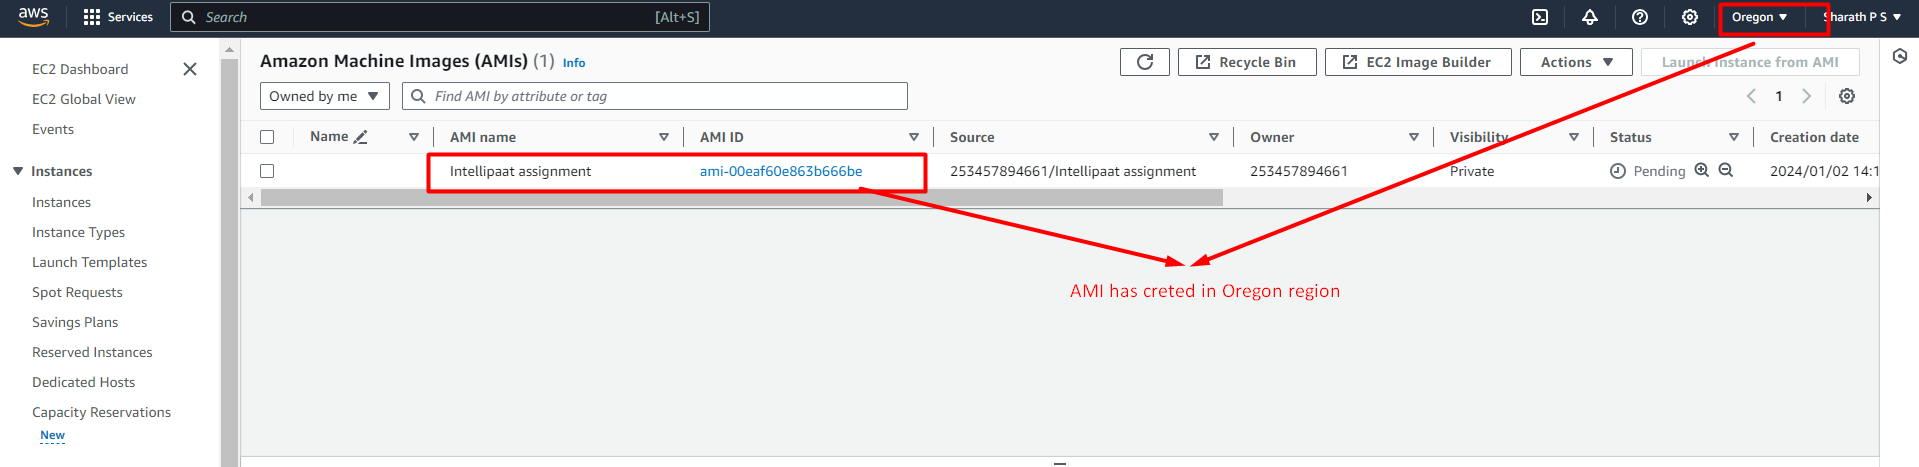 aws Services Search [Alt+S] Oregon Sharath P S
EC2 Dashboard
EC2 Global View
Events
Instances
Instances
Instance Types
Launch Templates
Spot Requests
Savings Plans
Reserved Instances
Dedicated Hosts
Capacity Reservations
New
Amazon Machine Images (AMIs) (1) Info
Recycle Bin EC2 Image Builder Actions Launch instance from AMI
Owned by me Find AMI by attribute or tag 1
Name AMI name AMI ID Source Owner Visibility Status Creation date
Intellipaat assignment ami-00eaf60e863b666be 253457894661/Intellipaat assignment 253457894661 Private Pending 2024/01/02 14:1
AMI has creted in Oregon region